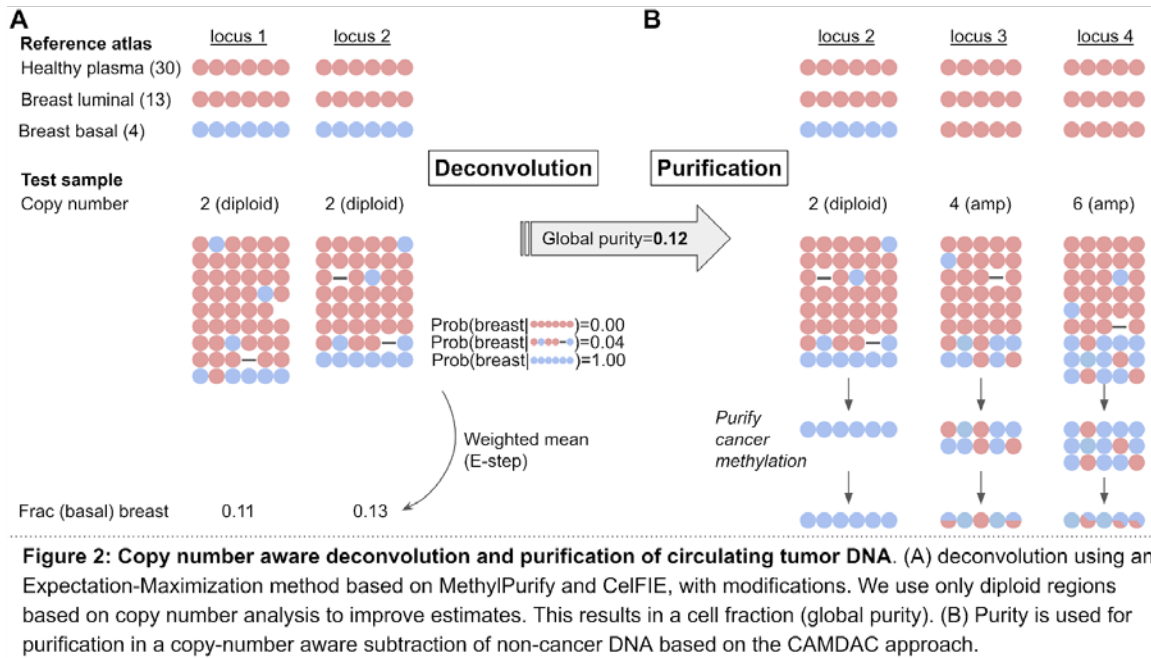 A
B
Reference atlas
locus 1
locus 2
locus 2
locus 3
locus 4
Healthy plasma (30)
Breast luminal (13)
Breast basal (4)
Deconvolution
Purification
Test sample
Copy number
2 (diploid)
2 (diploid)
2 (diploid)
4 (amp)
6 (amp)
Global purity=0.12
Prob(breast| )=0.00
Prob(breast| )=0.04
Prob(breast| )=1.00
Purify
cancer
methylation
Weighted mean
(E-step)
Frac (basal) breast
0.11
0.13
Figure 2: Copy number aware deconvolution and purification of circulating tumor DNA. (A) deconvolution using an
Expectation-Maximization method based on MethylPurify and CelFIE, with modifications. We use only diploid regions
based on copy number analysis to improve estimates. This results in a cell fraction (global purity). (B) Purity is used for
purification in a copy-number aware subtraction of non-cancer DNA based on the CAMDAC approach.